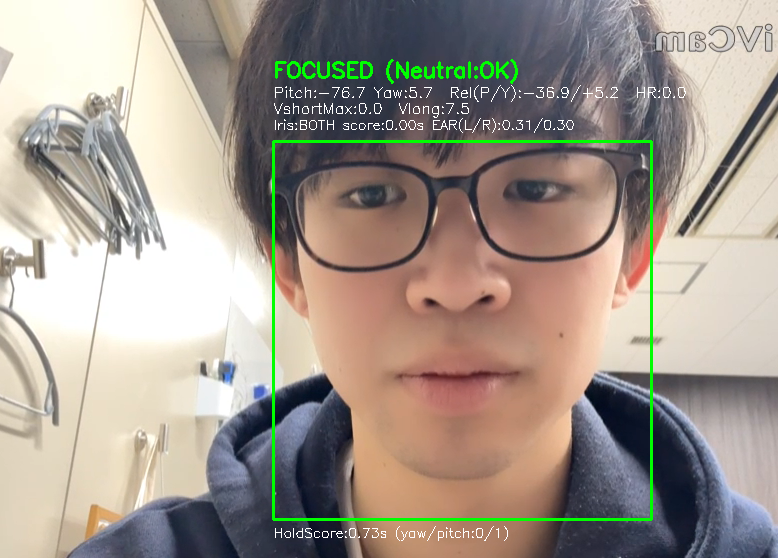 iVCam
FOCUSED (Neutral:OK)
Pitch:-76.7 Yaw:5.7 Rel(P/Y):-36.9/+5.2 HR:0.0
VshortMax:0.0 Vlong:7.5
Iris:BOTH score:0.00s EAR(L/R):0.31/0.30
HoldScore:0.73s (yaw/pitch:0/1)